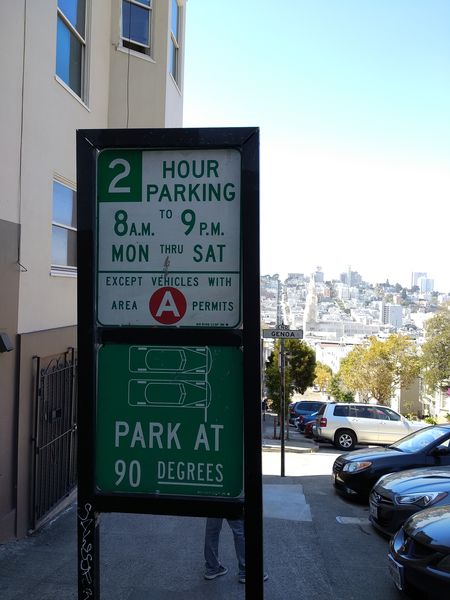 2 HOUR
PARKING
8 A.M. TO 9 P.M.
MON THRU SAT
EXCEPT VEHICLES WITH
AREA A PERMITS
PARK AT
90 DEGREES
GENOA